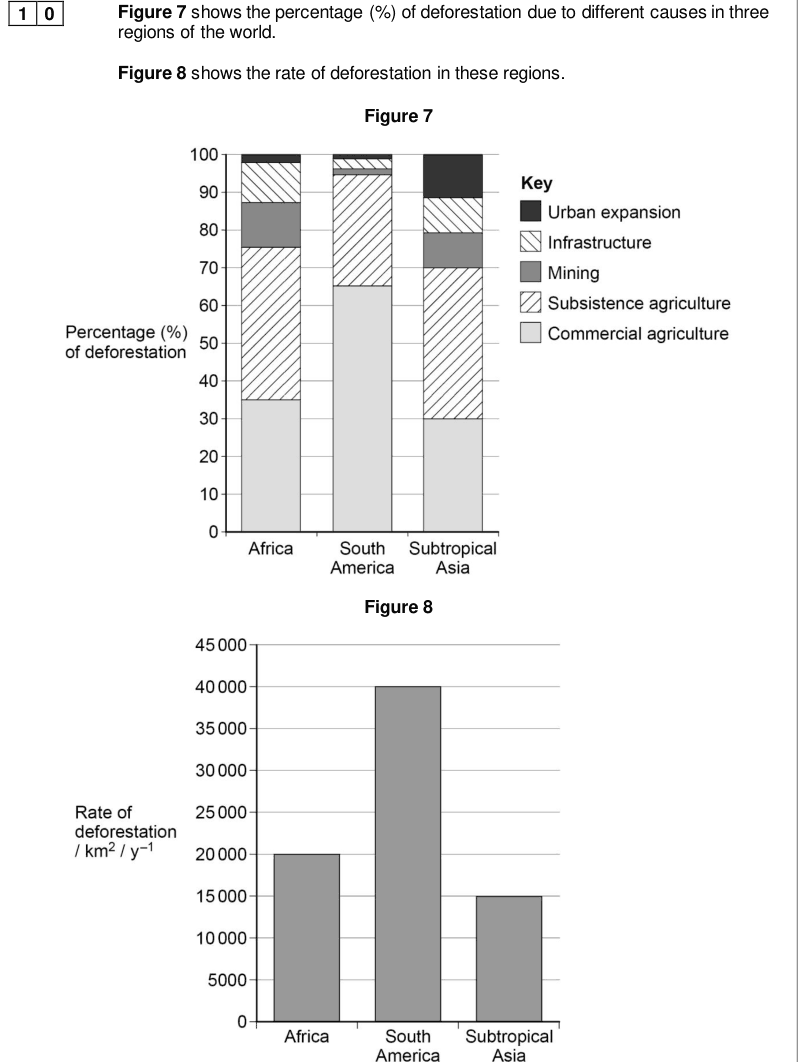 1 0
Figure 7 shows the percentage (%) of deforestation due to different causes in three
regions of the world.
Figure 8 shows the rate of deforestation in these regions.
Figure 7
100
90
80
70
60
50
40
30
20
10
0
Percentage (%)
of deforestation
Africa
South
America
Subtropical
Asia
Key
Urban expansion
Infrastructure
Mining
Subsistence agriculture
Commercial agriculture
Figure 8
45 000
40 000
35 000
30 000
25 000
20 000
15 000
10 000
5000
0
Rate of
deforestation
/ km² / y⁻¹
Africa
South
America
Subtropical
Asia